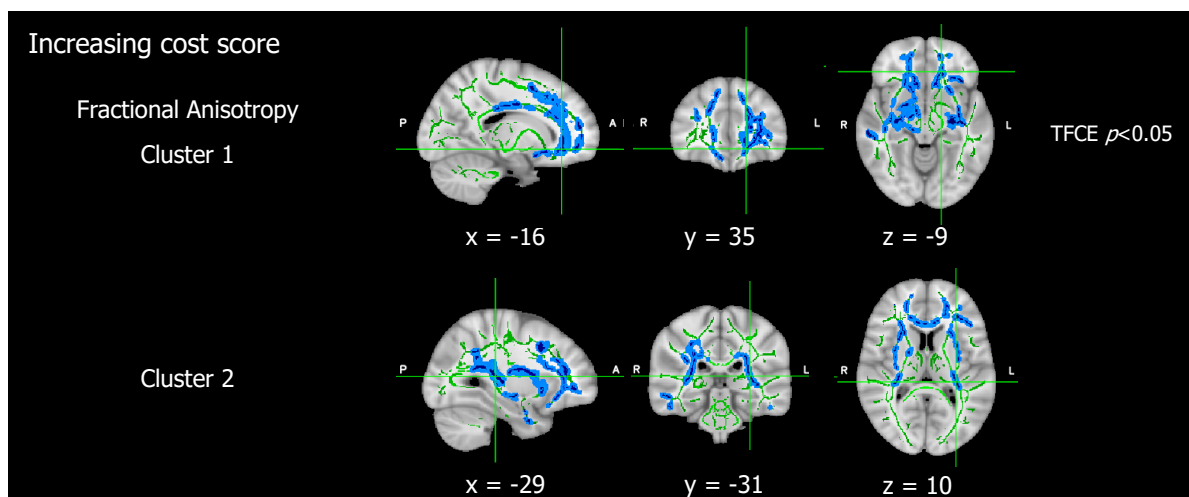 Increasing cost score
Fractional Anisotropy
Cluster 1
P A R L R L
TFCE p<0.05
x = -16 y = 35 z = -9
Cluster 2
P A R L R L
x = -29 y = -31 z = 10